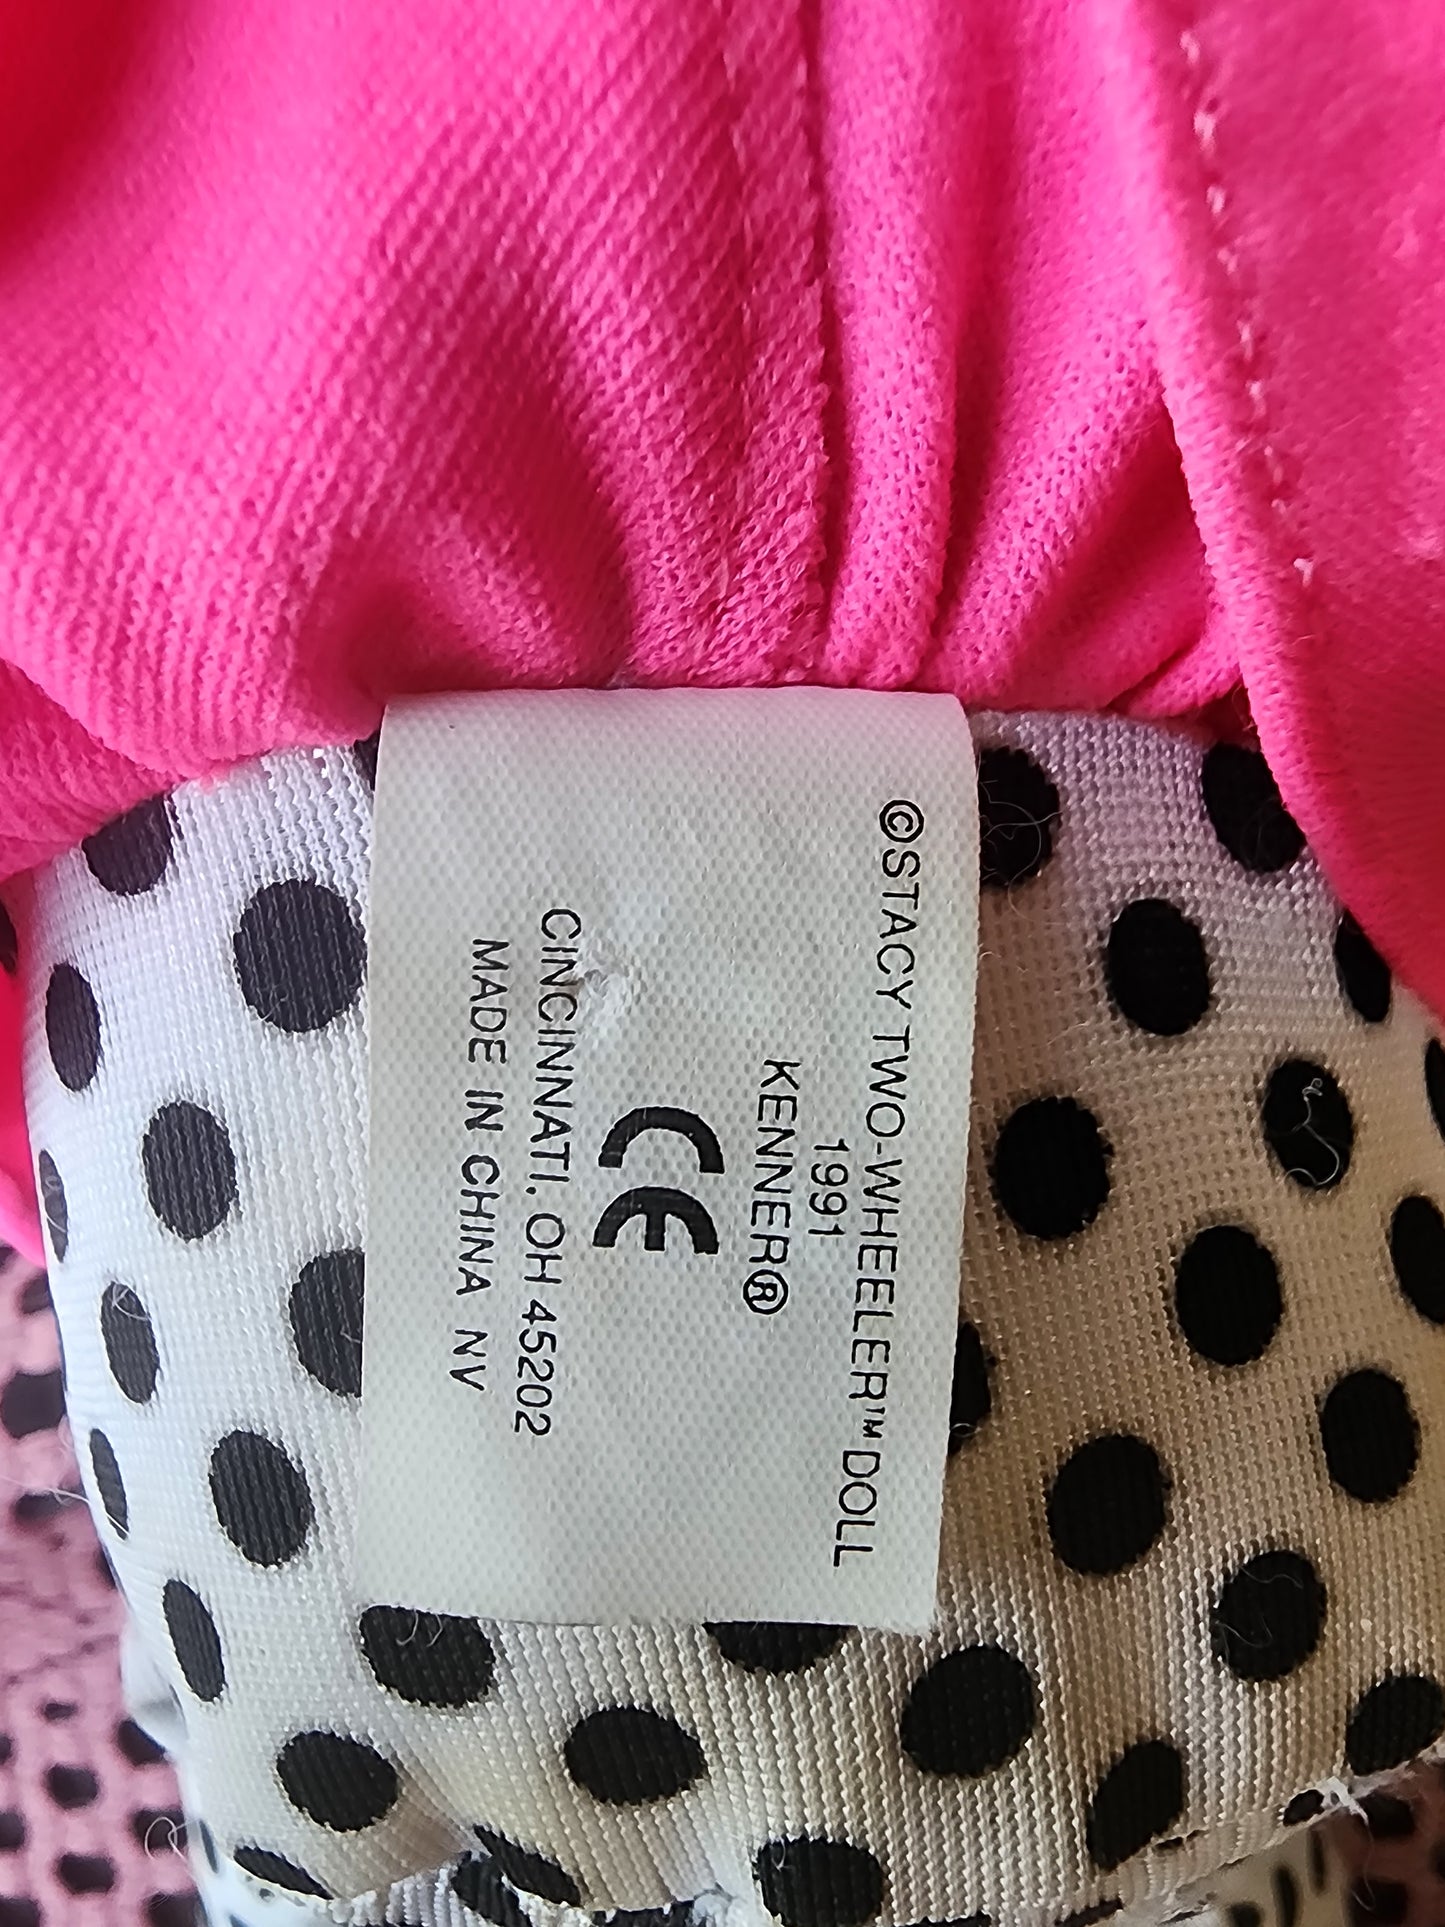 ©STACY TWO-WHEELER™ DOLL
1991
KENNER®
CE
CINCINNATI, OH 45202
MADE IN CHINA NV